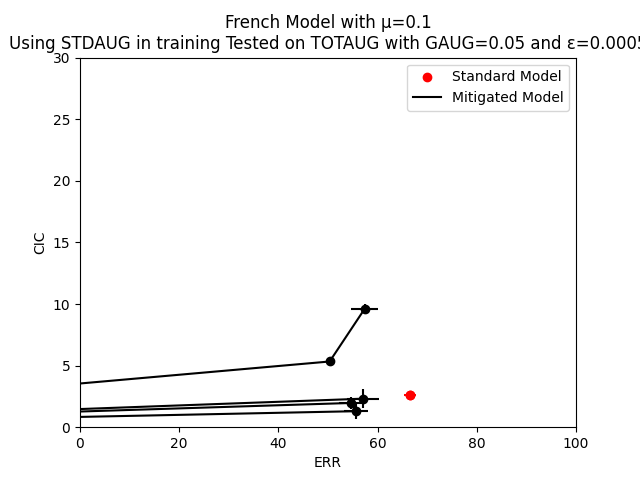 French Model with μ=0.1
Using STDAUG in training Tested on TOTAUG with GAUG=0.05 and ε=0.0005
Standard Model
Mitigated Model
30
25
20
15
10
5
0
CIC
0 20 40 60 80 100
ERR